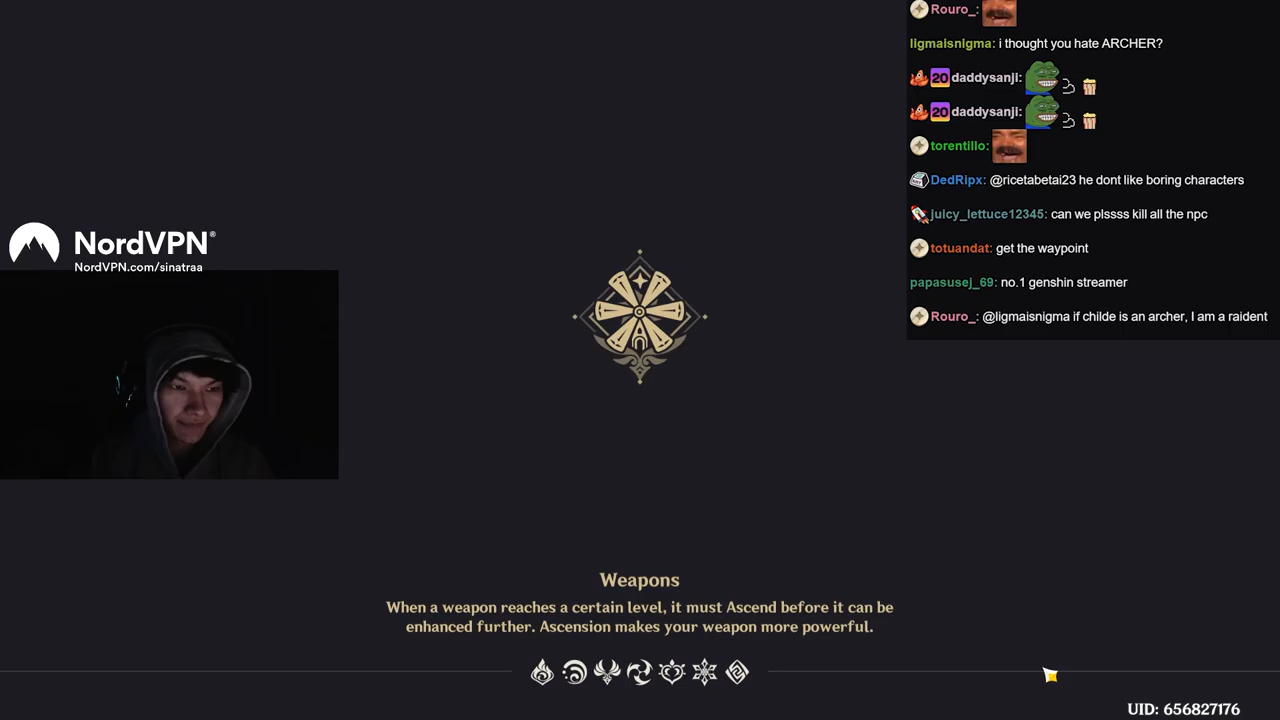 Rouro_:
ligmaisnigma: i thought you hate ARCHER?
20 daddysanji:
20 daddysanji:
torentillo:
DedRipx: @ricetabetai23 he dont like boring characters
juicy_lettuce12345: can we plssss kill all the npc
totuandat: get the waypoint
papasusej_69: no.1 genshin streamer
Rouro_: @ligmaisnigma if childe is an archer, I am a raident
NordVPN®
NordVPN.com/sinatraa
Weapons
When a weapon reaches a certain level, it must Ascend before it can be
enhanced further. Ascension makes your weapon more powerful.
UID: 656827176